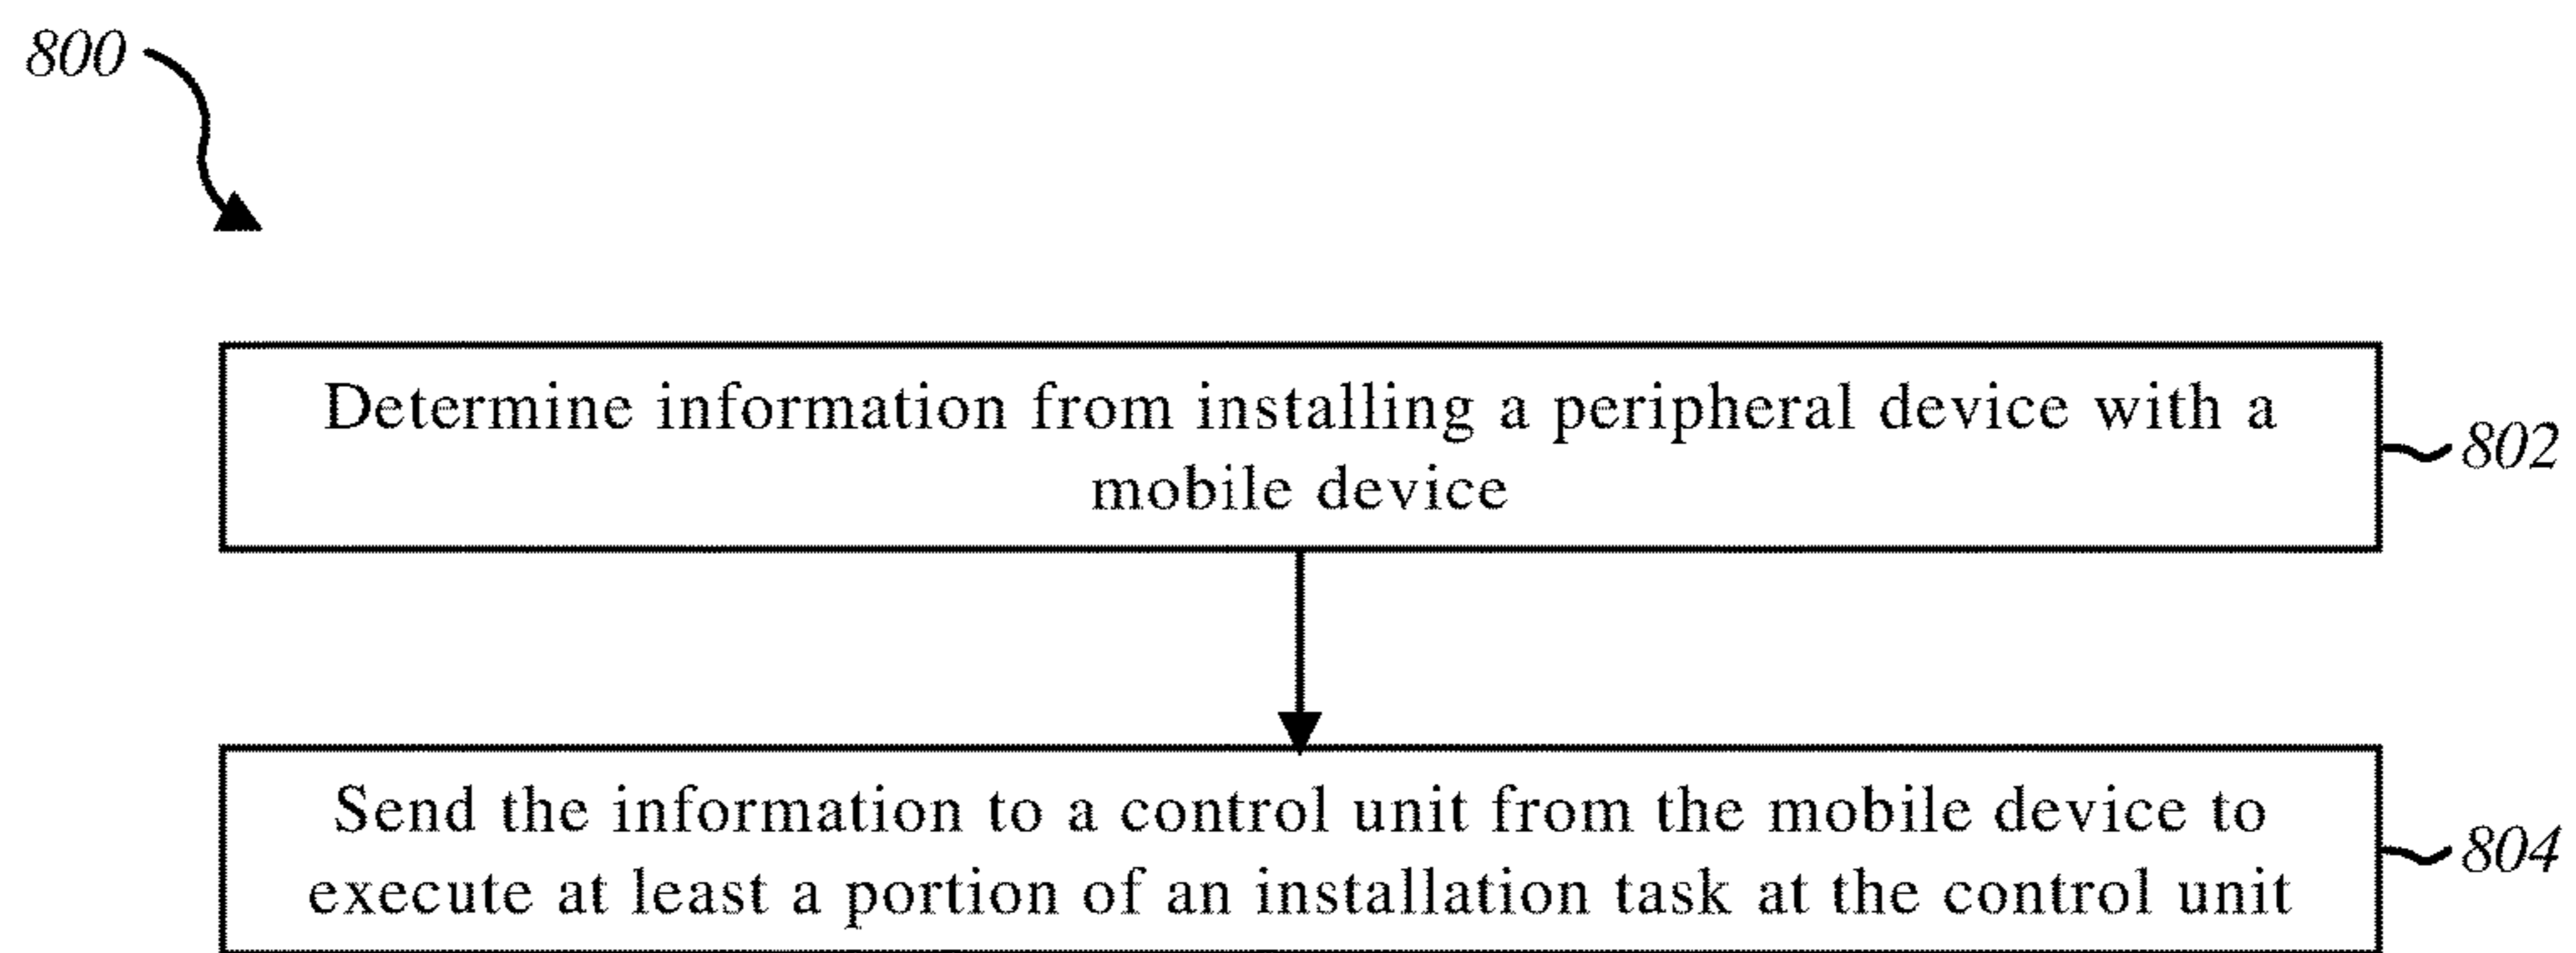 800
Determine information from installing a peripheral device with a
mobile device
802
Send the information to a control unit from the mobile device to
execute at least a portion of an installation task at the control unit
804